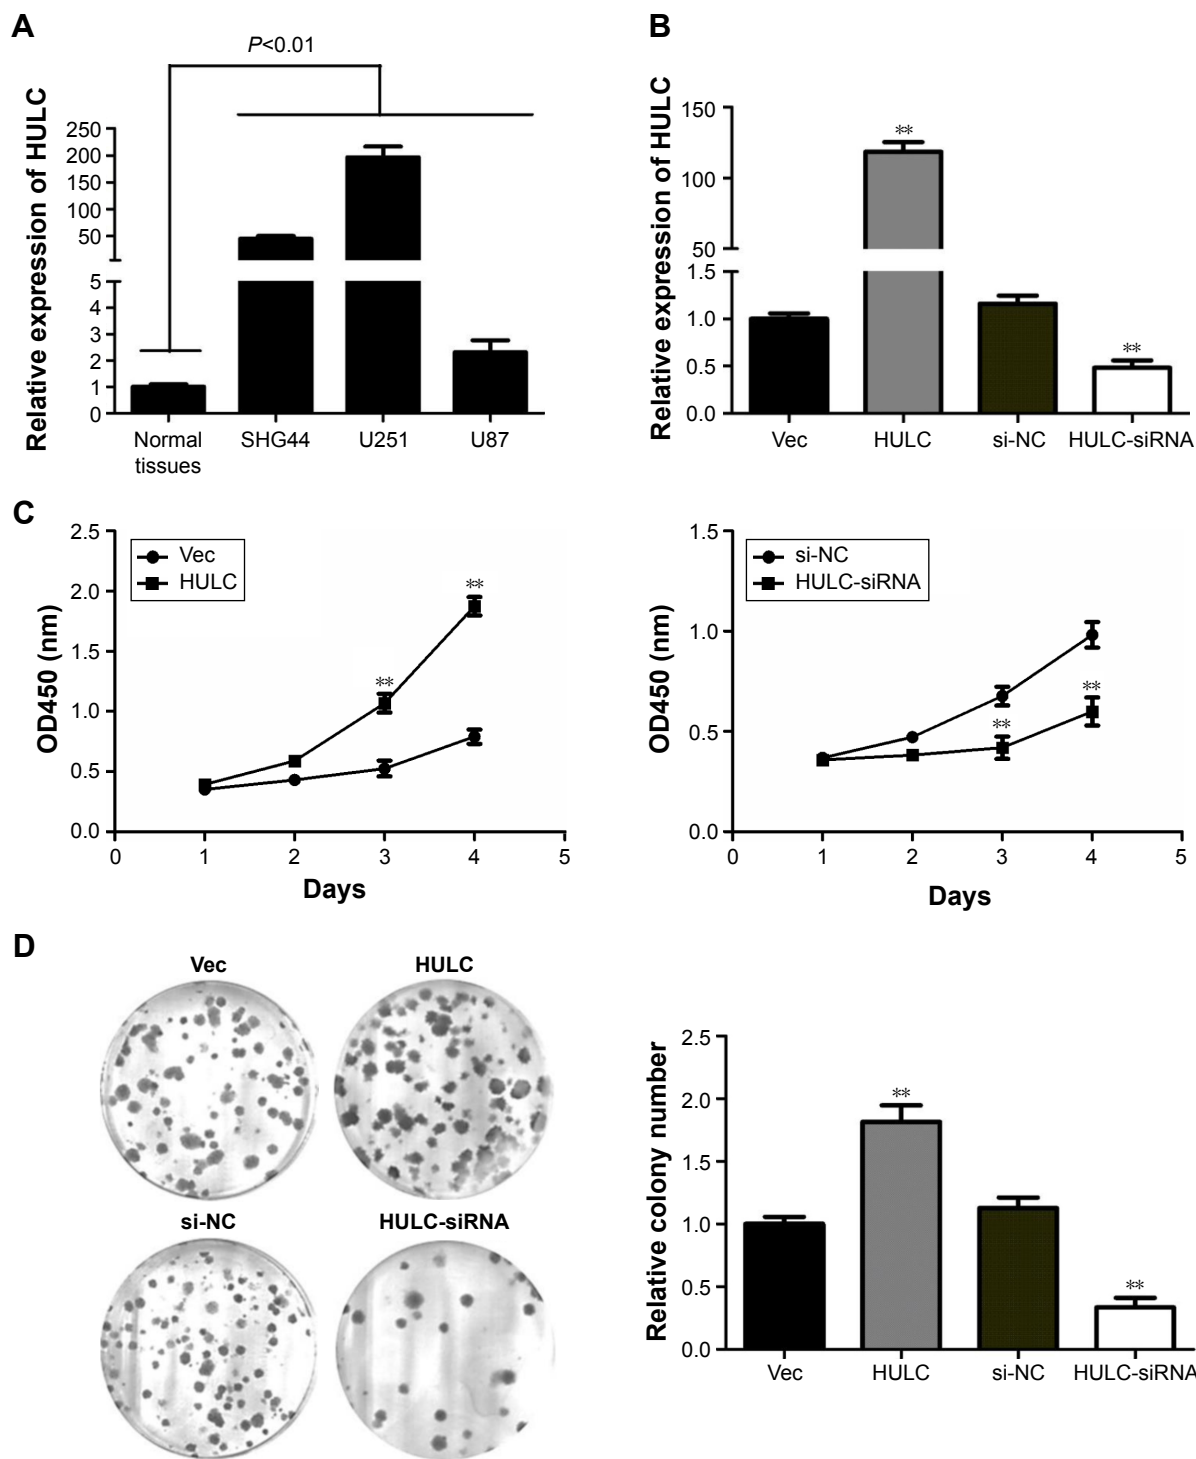 A
P<0.01
Relative expression of HULC
250
200
150
100
50
5
4
3
2
1
0
Normal tissues
SHG44
U251
U87
B
Relative expression of HULC
150
100
50
1.5
1.0
0.5
0.0
**
**
Vec
HULC
si-NC
HULC-siRNA
C
OD450 (nm)
2.5
2.0
1.5
1.0
0.5
0.0
Vec
HULC
**
**
0 1 2 3 4 5
Days
OD450 (nm)
1.5
1.0
0.5
0.0
si-NC
HULC-siRNA
**
**
0 1 2 3 4 5
Days
D
Vec
HULC
si-NC
HULC-siRNA
Relative colony number
2.5
2.0
1.5
1.0
0.5
0.0
**
**
Vec
HULC
si-NC
HULC-siRNA